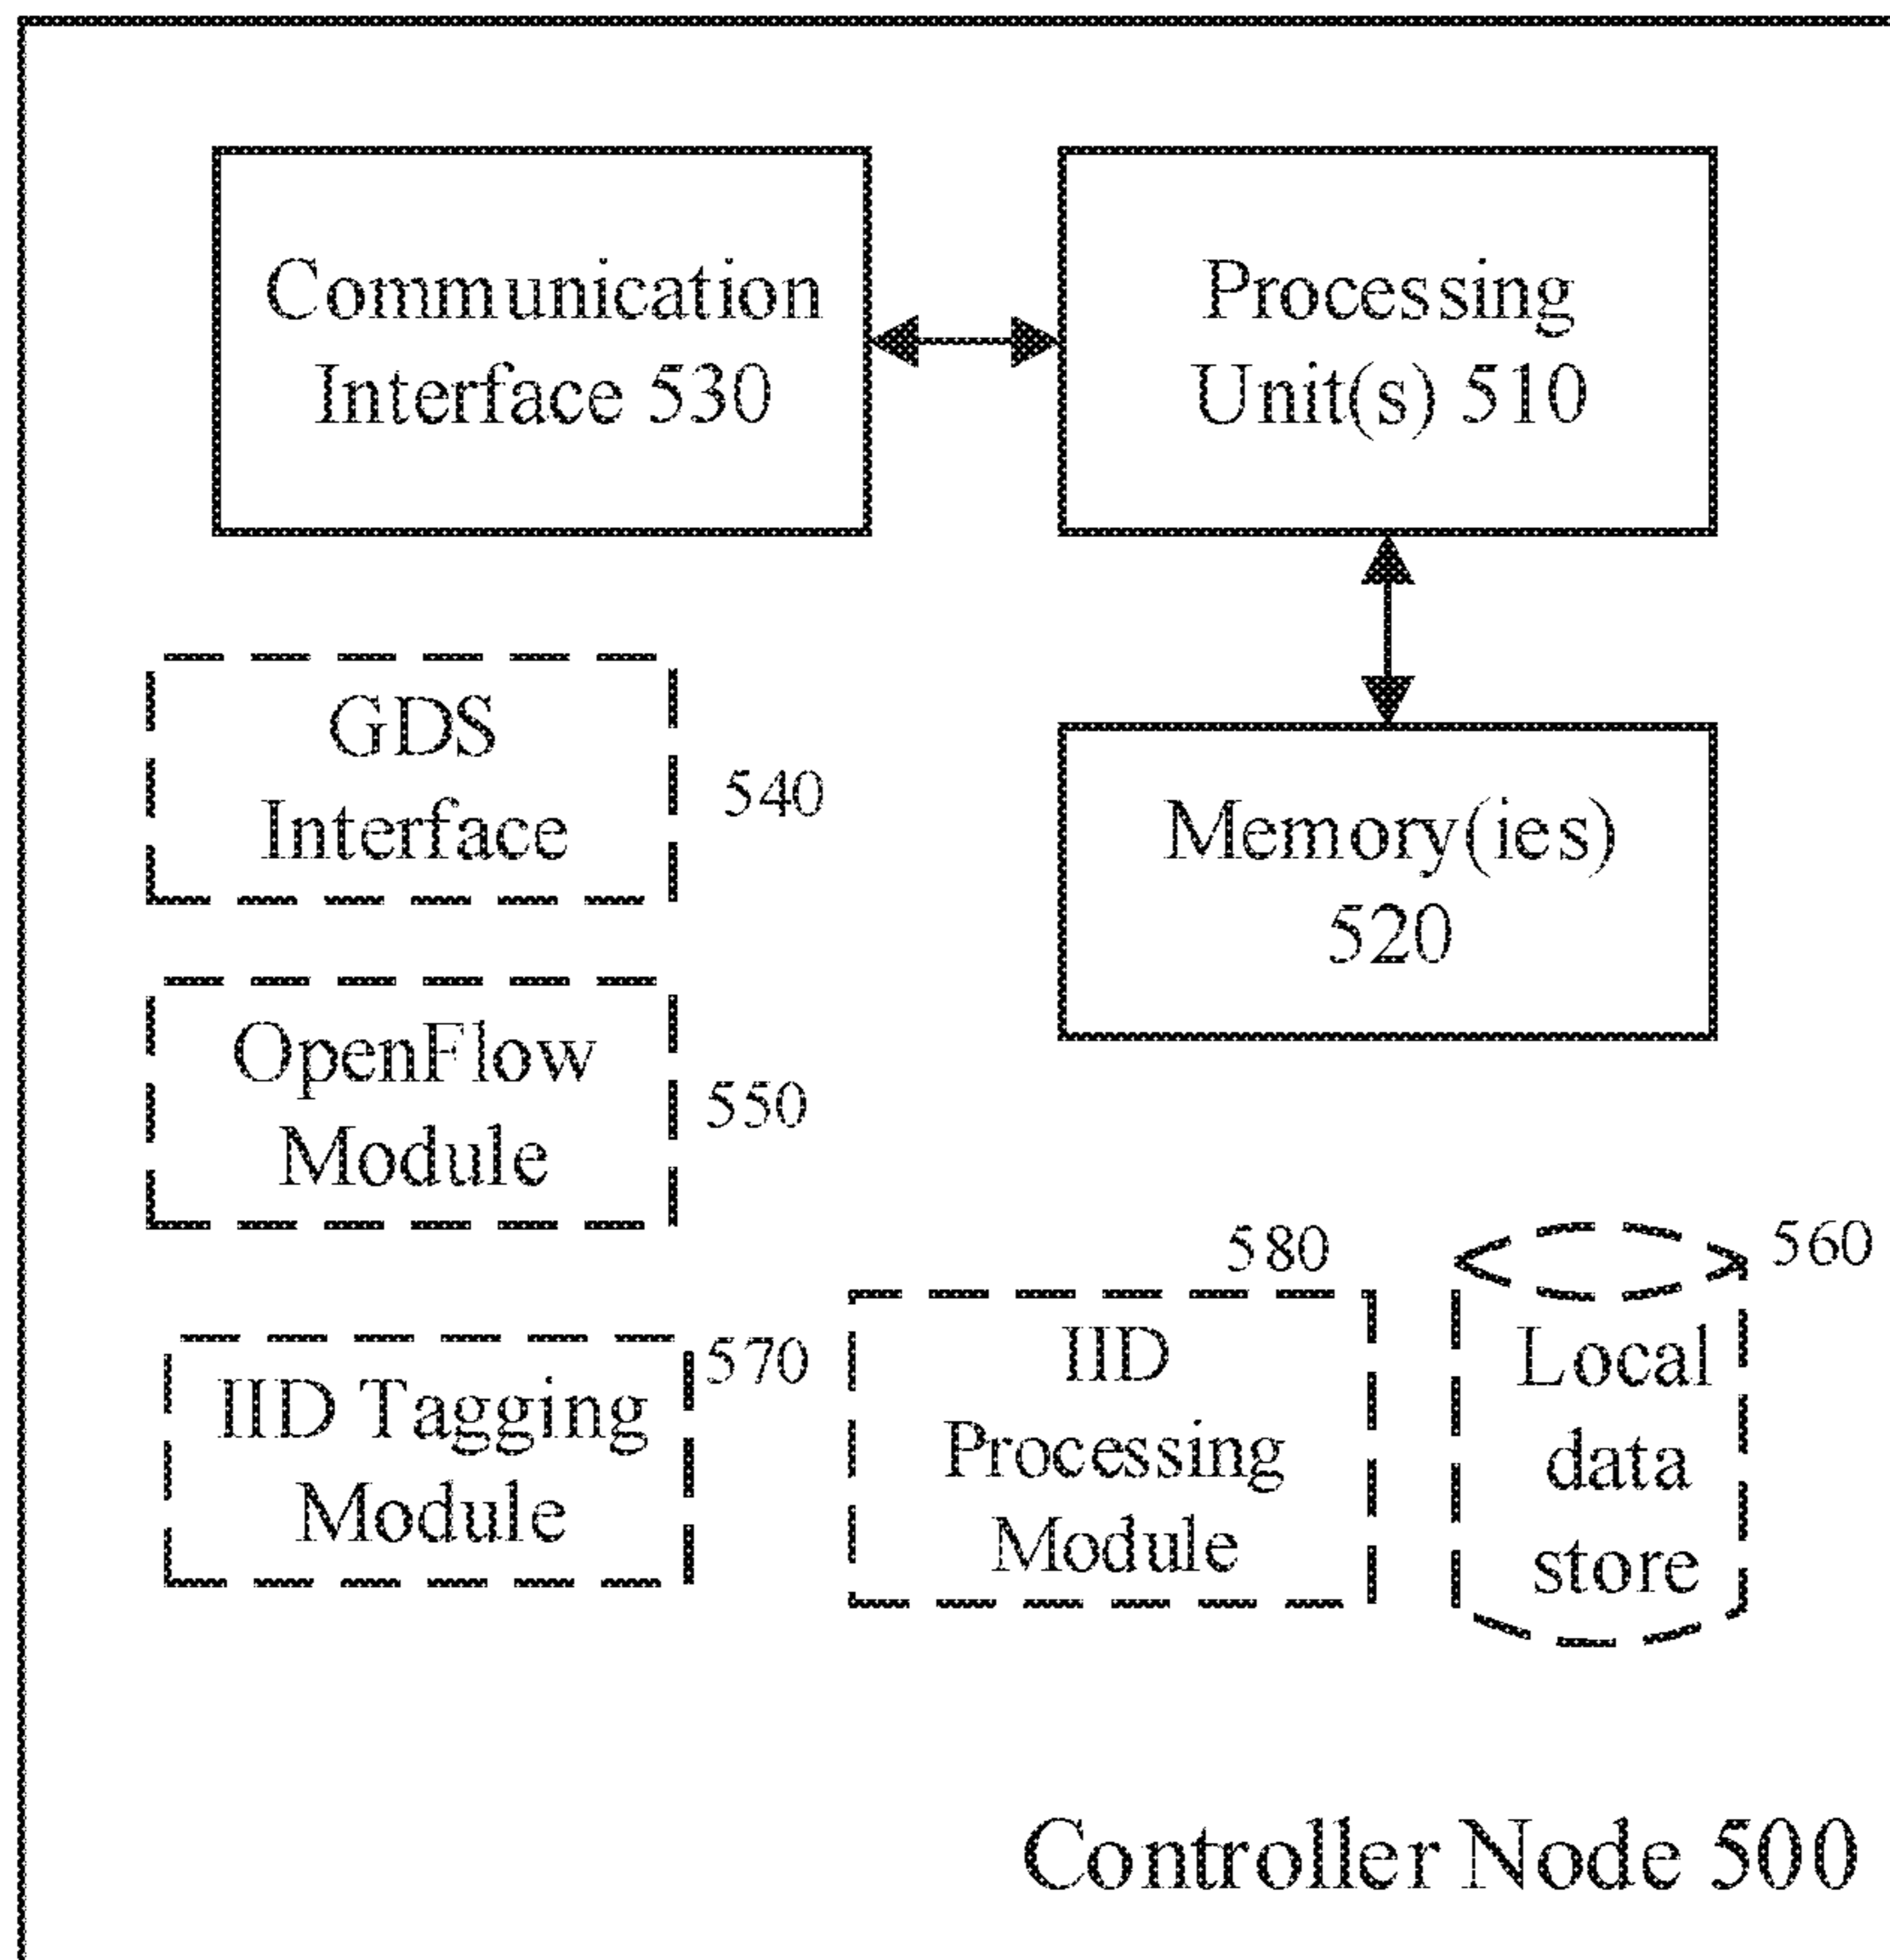 Communication
Interface 530
Processing
Unit(s) 510
GDS
Interface
540
Memory(ies)
520
OpenFlow
Module
550
580
560
IID Tagging
Module
570
IID
Processing
Module
Local
data
store
Controller Node 500